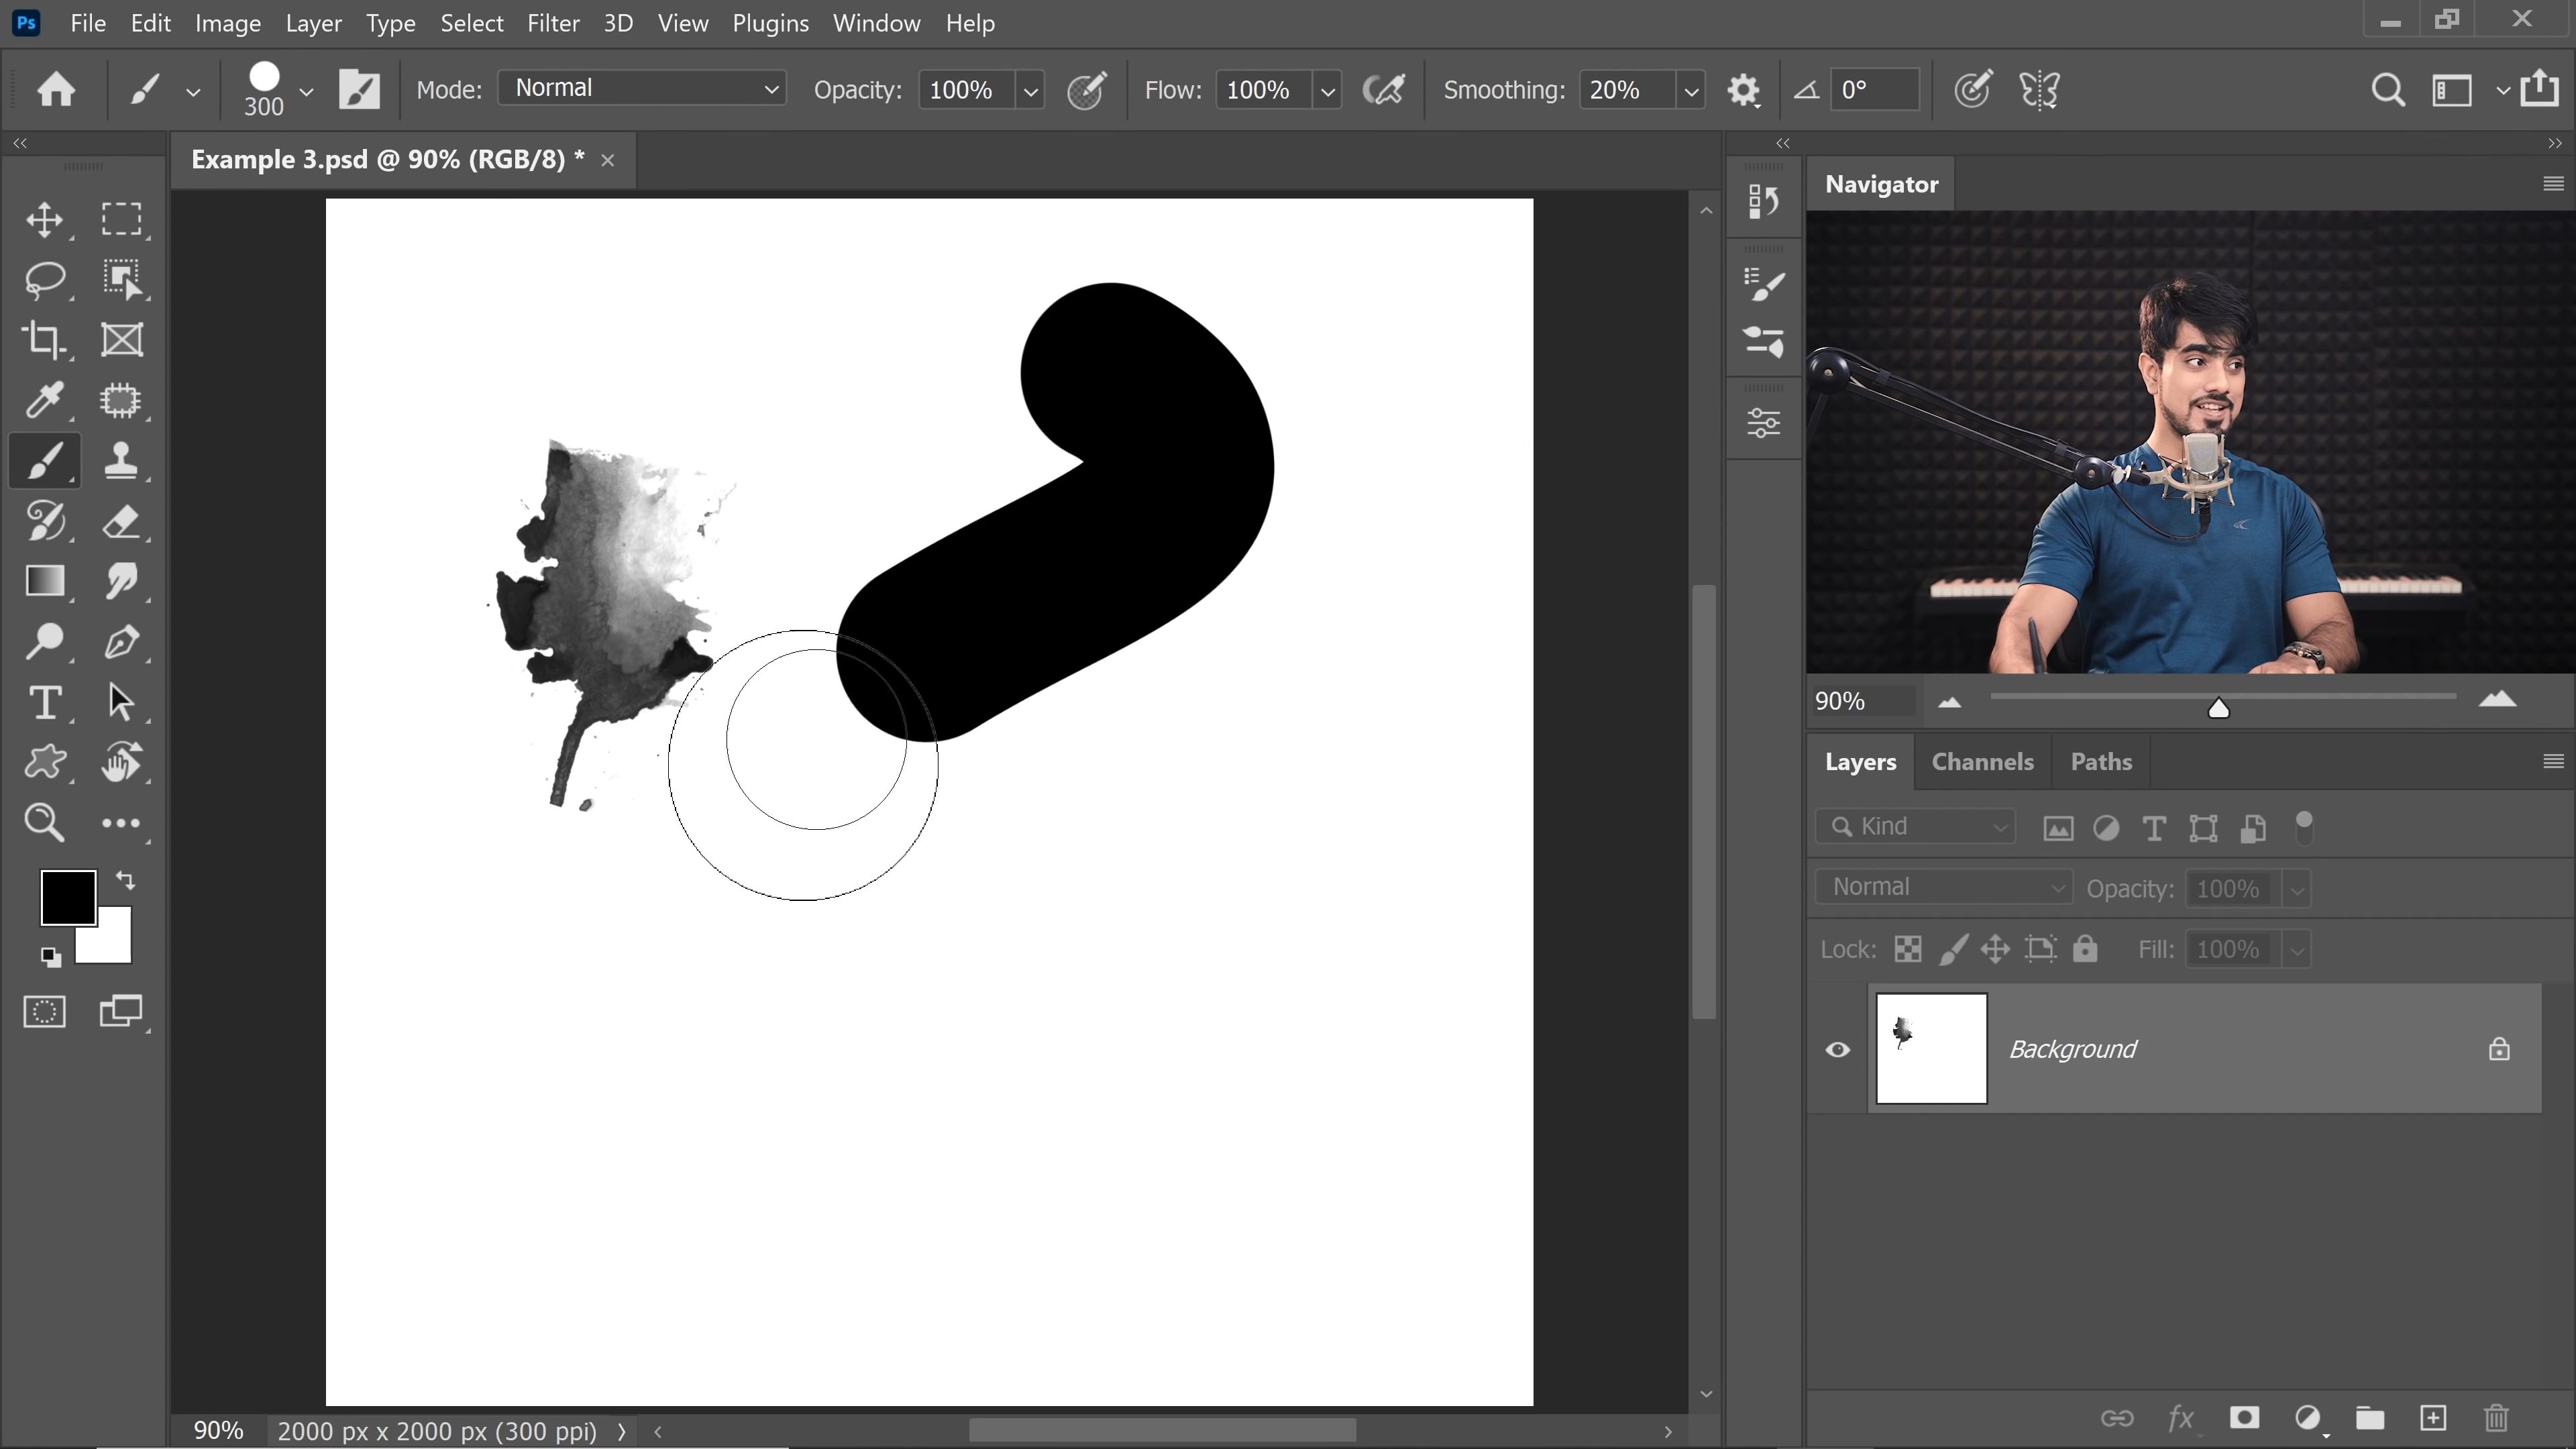 Ps File Edit Image Layer Type Select Filter 3D View Plugins Window Help
300 Mode: Normal Opacity: 100% Flow: 100% Smoothing: 20% 0°
Example 3.psd @ 90% (RGB/8) *
Navigator
90%
Layers Channels Paths
Kind
Normal Opacity: 100%
Lock: Fill: 100%
Background
fx
90% 2000 px x 2000 px (300 ppi)